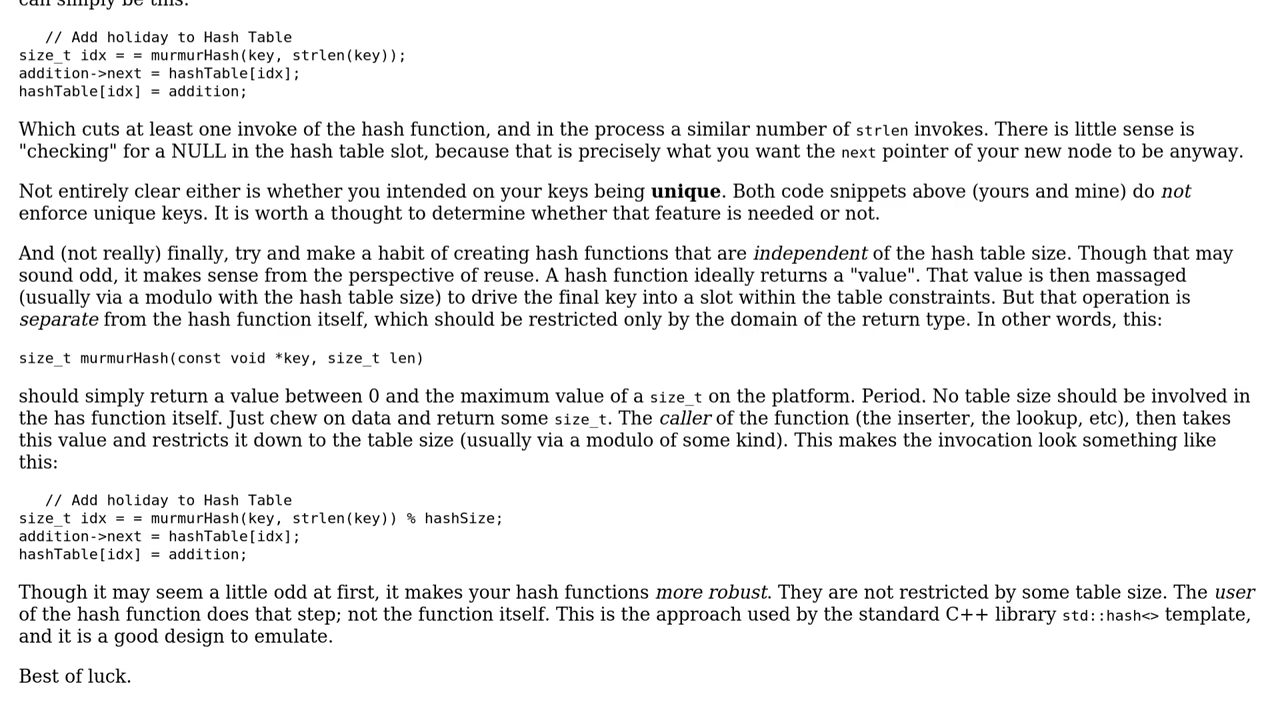 can simply be this:
// Add holiday to Hash Table
size_t idx = = murmurHash(key, strlen(key));
addition->next = hashTable[idx];
hashTable[idx] = addition;
Which cuts at least one invoke of the hash function, and in the process a similar number of strlen invokes. There is little sense is
"checking" for a NULL in the hash table slot, because that is precisely what you want the next pointer of your new node to be anyway.
Not entirely clear either is whether you intended on your keys being unique. Both code snippets above (yours and mine) do not
enforce unique keys. It is worth a thought to determine whether that feature is needed or not.
And (not really) finally, try and make a habit of creating hash functions that are independent of the hash table size. Though that may
sound odd, it makes sense from the perspective of reuse. A hash function ideally returns a "value". That value is then massaged
(usually via a modulo with the hash table size) to drive the final key into a slot within the table constraints. But that operation is
separate from the hash function itself, which should be restricted only by the domain of the return type. In other words, this:
size_t murmurHash(const void *key, size_t len)
should simply return a value between 0 and the maximum value of a size_t on the platform. Period. No table size should be involved in
the has function itself. Just chew on data and return some size_t. The caller of the function (the inserter, the lookup, etc), then takes
this value and restricts it down to the table size (usually via a modulo of some kind). This makes the invocation look something like
this:
// Add holiday to Hash Table
size_t idx = = murmurHash(key, strlen(key)) % hashSize;
addition->next = hashTable[idx];
hashTable[idx] = addition;
Though it may seem a little odd at first, it makes your hash functions more robust. They are not restricted by some table size. The user
of the hash function does that step; not the function itself. This is the approach used by the standard C++ library std::hash<> template,
and it is a good design to emulate.
Best of luck.